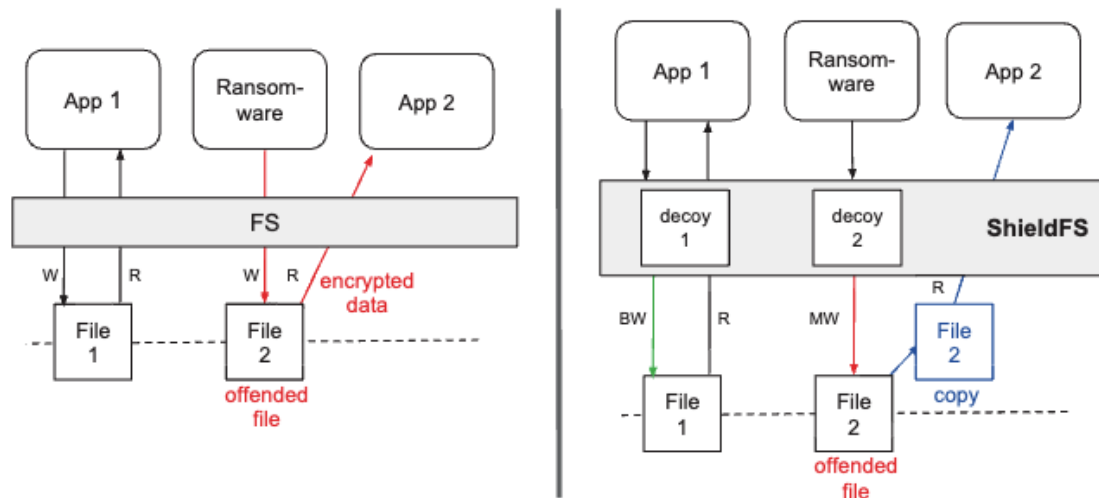 App 1
Ransom-
ware
App 2
FS
W
R
W
R
encrypted
data
File
1
File
2
offended
file
App 1
Ransom-
ware
App 2
decoy
1
decoy
2
ShieldFS
BW
R
MW
R
File
2
copy
File
1
File
2
offended
file